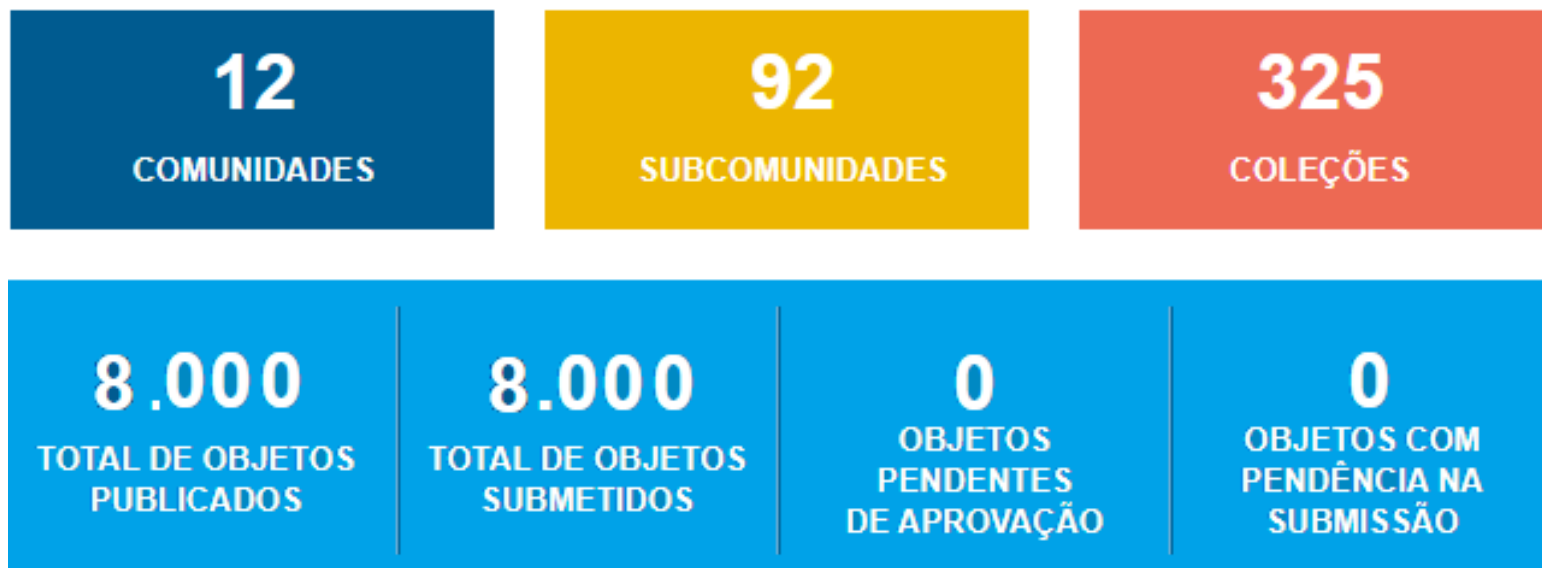 12
COMUNIDADES
92
SUBCOMUNIDADES
325
COLEÇÕES
8.000
TOTAL DE OBJETOS
PUBLICADOS
8.000
TOTAL DE OBJETOS
SUBMETIDOS
0
OBJETOS
PENDENTES
DE APROVAÇÃO
0
OBJETOS COM
PENDÊNCIA NA
SUBMISSÃO